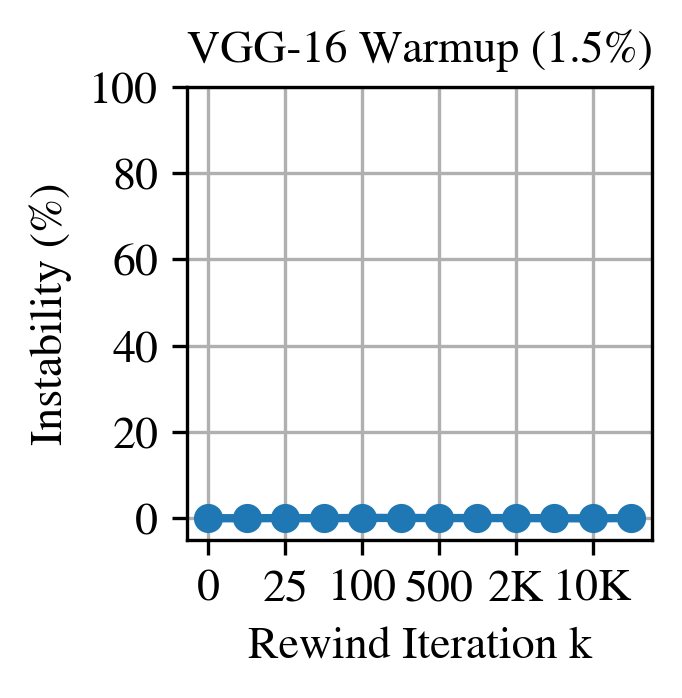 VGG-16 Warmup (1.5%)
100
80
60
40
20
0
Instability (%)
0 25 100 500 2K 10K
Rewind Iteration k